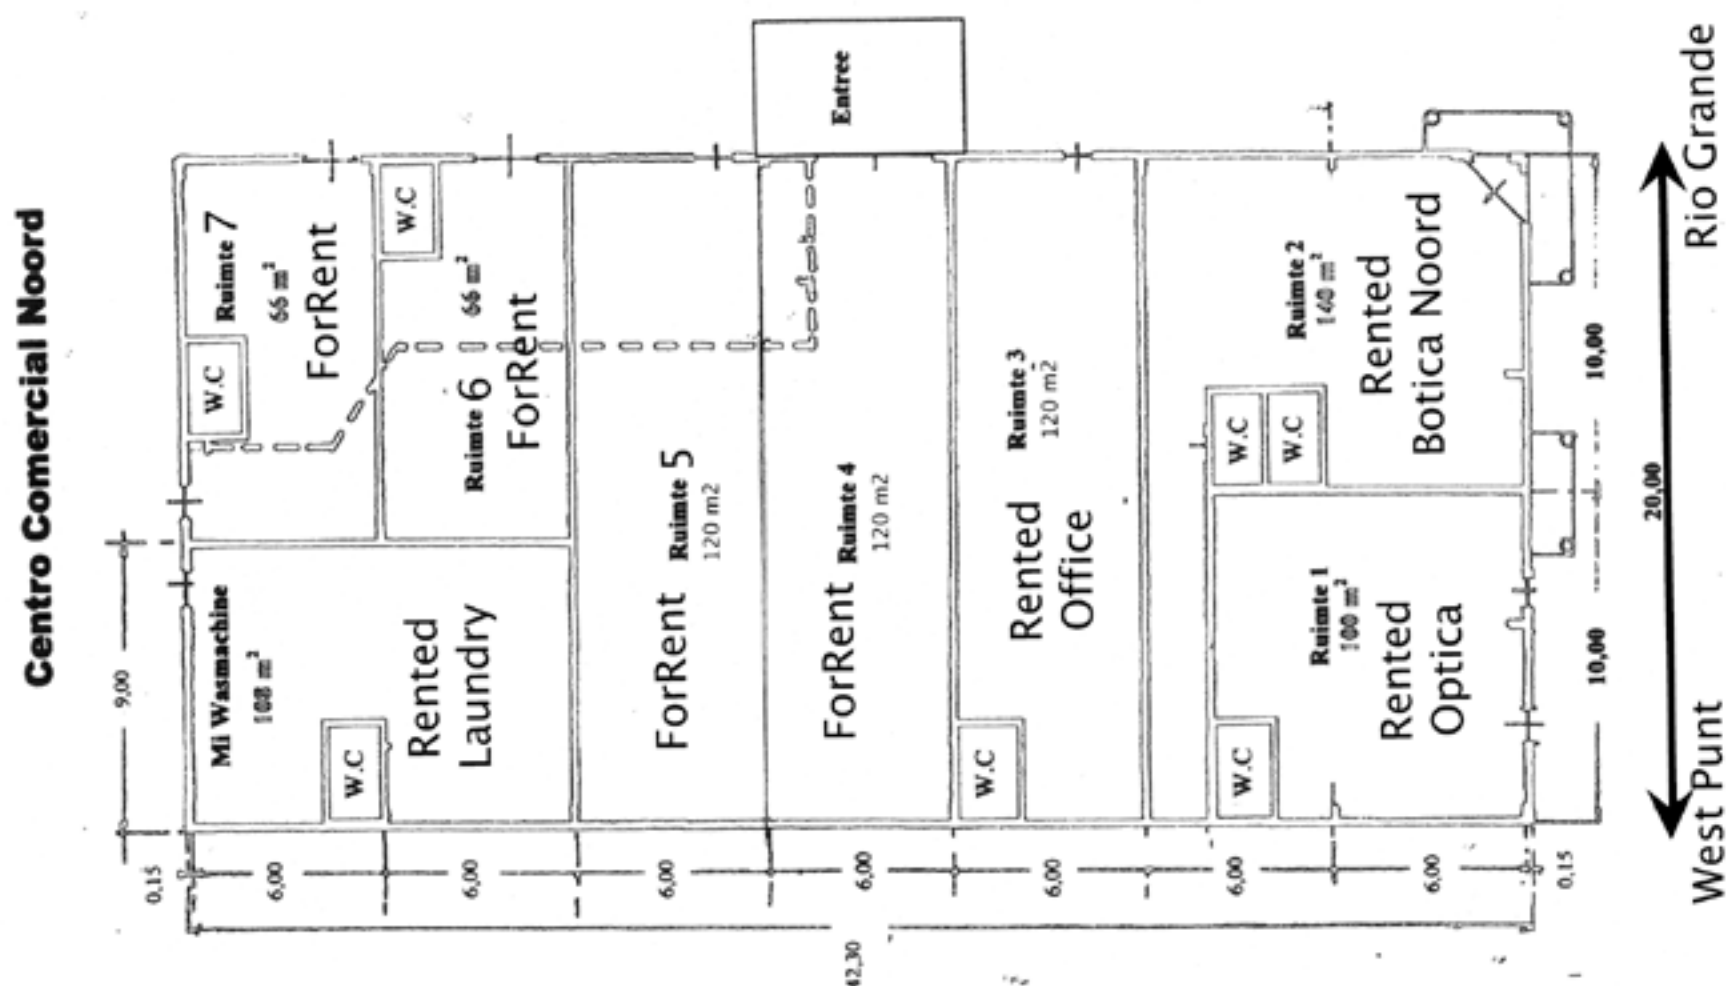 Centro Comercial Noord
Entree
Ruimte 7
66 m²
ForRent
W.C
W.C
66 m²
Ruimte 6
ForRent
Mi Wasmachine
108 m²
Rented
Laundry
W.C
Ruimte 5
120 m2
ForRent
Ruimte 4
120 m2
ForRent
Ruimte 3
120 m2
Rented
Office
W.C
Ruimte 2
140 m²
Rented
Botica Noord
W.C
W.C
Ruimte 1
100 m²
Rented
Optica
W.C
9,00
0,15
6,00
6,00
6,00
6,00
6,00
6,00
6,00
0,15
42,30
10,00
10,00
20,00
Rio Grande
West Punt